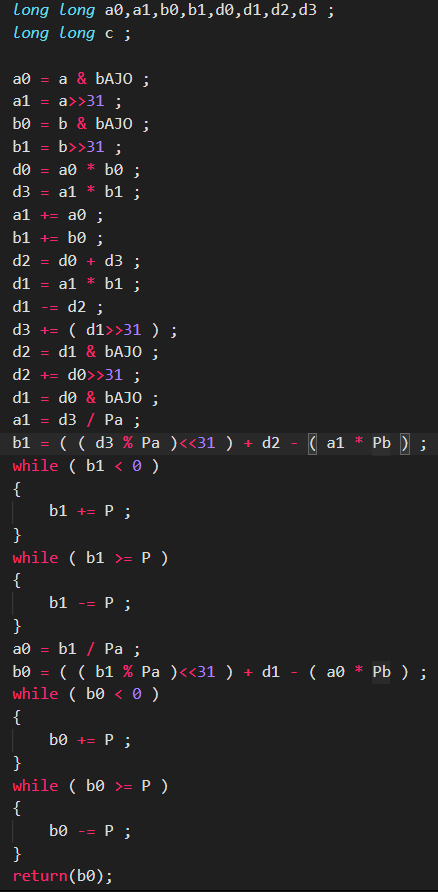 long long a0,a1,b0,b1,d0,d1,d2,d3 ;
long long c ;
a0 = a & bAJO ;
a1 = a>>31 ;
b0 = b & bAJO ;
b1 = b>>31 ;
d0 = a0 * b0 ;
d3 = a1 * b1 ;
a1 += a0 ;
b1 += b0 ;
d2 = d0 + d3 ;
d1 = a1 * b1 ;
d1 -= d2 ;
d3 += ( d1>>31 ) ;
d2 = d1 & bAJO ;
d2 += d0>>31 ;
d1 = d0 & bAJO ;
a1 = d3 / Pa ;
b1 = ( ( d3 % Pa )<<31 ) + d2 - ( a1 * Pb ) ;
while ( b1 < 0 )
{
b1 += P ;
}
while ( b1 >= P )
{
b1 -= P ;
}
a0 = b1 / Pa ;
b0 = ( ( b1 % Pa )<<31 ) + d1 - ( a0 * Pb ) ;
while ( b0 < 0 )
{
b0 += P ;
}
while ( b0 >= P )
{
b0 -= P ;
}
return(b0);